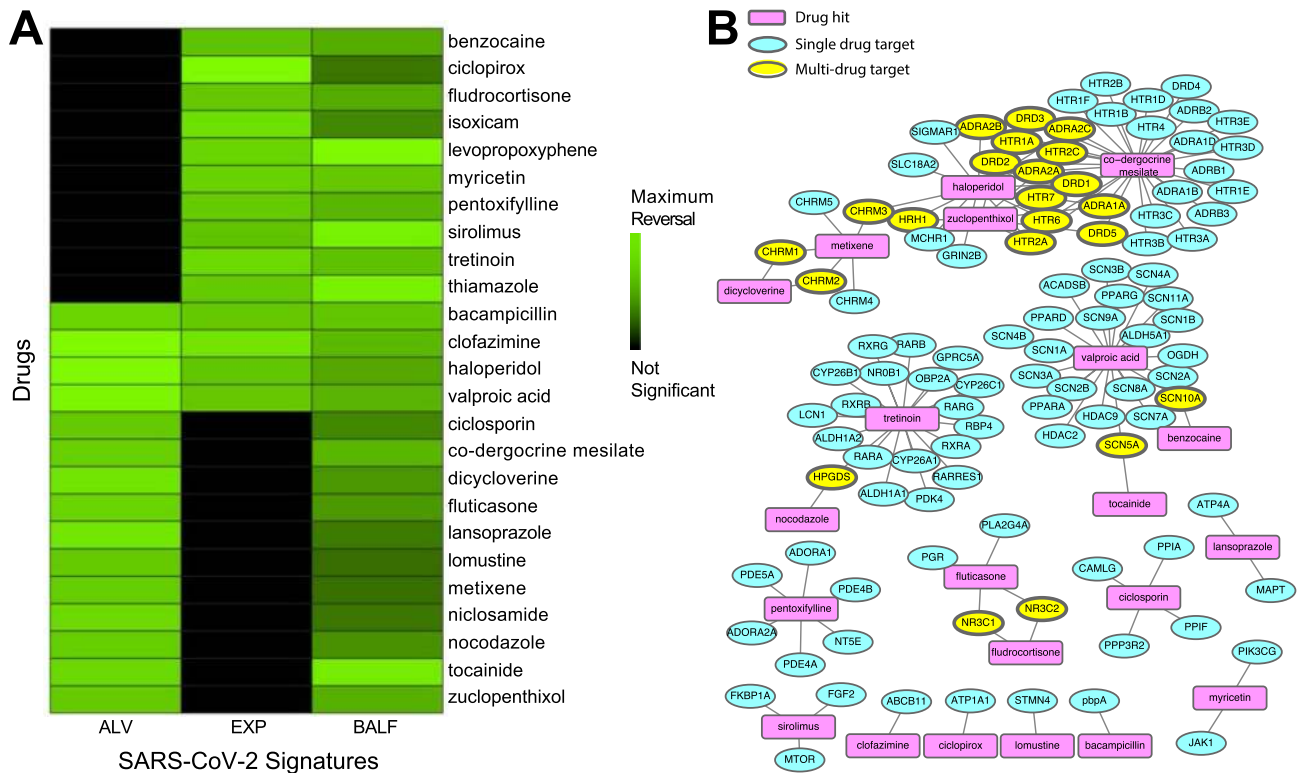 A
benzocaine
ciclopirox
fludrocortisone
isoxicam
levopropoxyphene
myricetin
pentoxifylline
sirolimus
tretinoin
thiamazole
bacampicillin
clofazimine
haloperidol
valproic acid
ciclosporin
co-dergocrine mesilate
dicycloverine
fluticasone
lansoprazole
lomustine
metixene
niclosamide
nocodazole
tocainide
zuclopenthixol
Drugs
ALV EXP BALF
SARS-CoV-2 Signatures
Maximum
Reversal
Not
Significant
B
Drug hit
Single drug target
Multi-drug target
HTR2B
DRD4
HTR1F
HTR1D
ADRB2
HTR1B
HTR3E
HTR4
ADRA1D
HTR3D
co-dergocrine
mesilate
ADRB1
ADRA1B
HTR1E
HTR3C
ADRB3
HTR3B
HTR3A
SIGMAR1
ADRA2B
DRD3
ADRA2C
HTR1A
HTR2C
SLC18A2
DRD2
ADRA2A
haloperidol
DRD1
HTR7
ADRA1A
CHRM5
CHRM3
HRH1
zuclopenthixol
HTR6
DRD5
MCHR1
HTR2A
metixene
GRIN2B
CHRM1
CHRM2
dicycloverine
CHRM4
SCN3B
SCN4A
ACADSB
PPARG
SCN11A
PPARD
SCN9A
SCN1B
SCN4B
ALDH5A1
SCN1A
valproic acid
OGDH
SCN3A
SCN2A
SCN2B
SCN8A
SCN10A
PPARA
HDAC9
SCN7A
HDAC2
SCN5A
benzocaine
tocainide
RXRG
RARB
GPRC5A
CYP26B1
NR0B1
OBP2A
CYP26C1
LCN1
RXRB
tretinoin
RARG
RBP4
ALDH1A2
RXRA
RARA
CYP26A1
HPGDS
RARRES1
ALDH1A1
PDK4
nocodazole
ATP4A
lansoprazole
MAPT
ADORA1
PDE5A
PDE4B
pentoxifylline
ADORA2A
NT5E
PDE4A
PLA2G4A
PGR
fluticasone
NR3C2
NR3C1
fludrocortisone
PPIA
CAMLG
ciclosporin
PPIF
PPP3R2
PIK3CG
myricetin
JAK1
FKBP1A
FGF2
sirolimus
MTOR
ABCB11
ATP1A1
STMN4
pbpA
clofazimine
ciclopirox
lomustine
bacampicillin